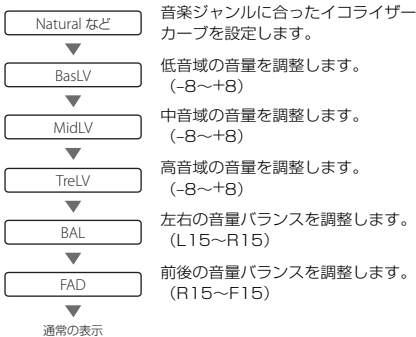 Natural など
音楽ジャンルに合ったイコライザー
カーブを設定します。
BasLV
低音域の音量を調整します。
（-8～+8）
MidLV
中音域の音量を調整します。
（-8～+8）
TreLV
高音域の音量を調整します。
（-8～+8）
BAL
左右の音量バランスを調整します。
（L15～R15）
FAD
前後の音量バランスを調整します。
（R15～F15）
通常の表示